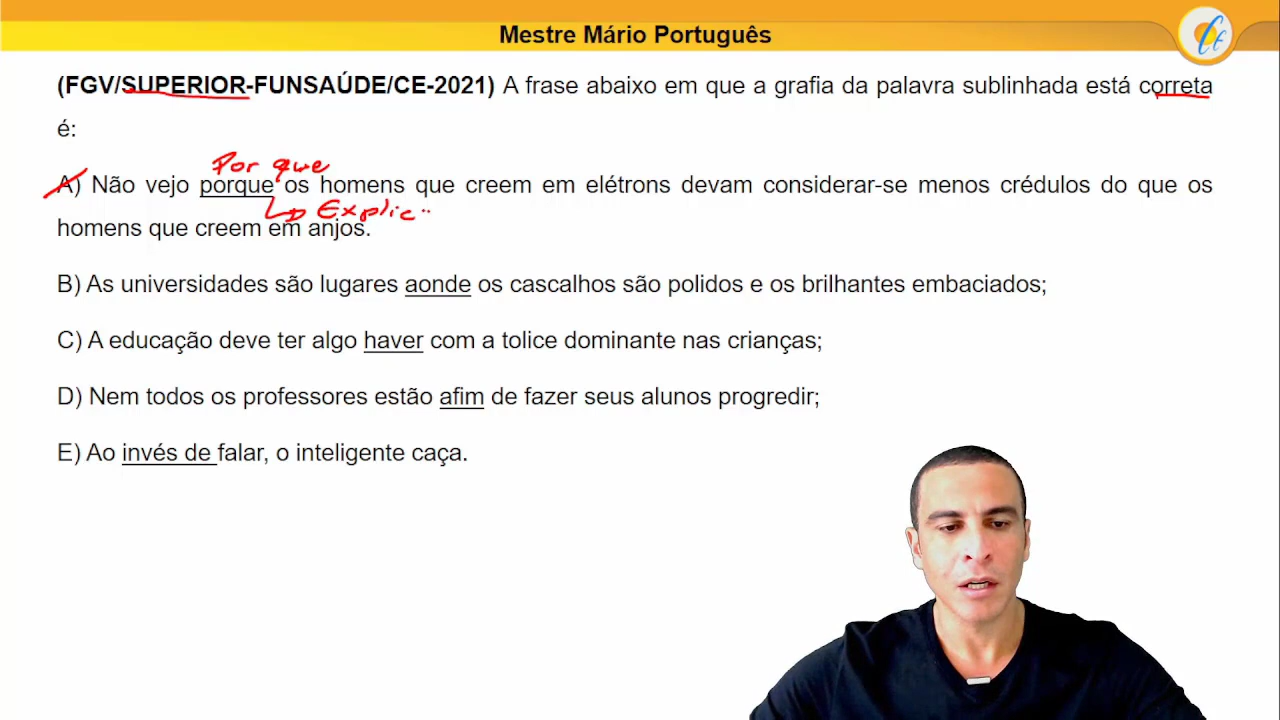 Mestre Mário Português
(FGV/SUPERIOR-FUNSAÚDE/CE-2021) A frase abaixo em que a grafia da palavra sublinhada está correta
é:
Por que
A) Não vejo porque os homens que creem em elétrons devam considerar-se menos crédulos do que os
Explic..
homens que creem em anjos.
B) As universidades são lugares aonde os cascalhos são polidos e os brilhantes embaciados;
C) A educação deve ter algo haver com a tolice dominante nas crianças;
D) Nem todos os professores estão afim de fazer seus alunos progredir;
E) Ao invés de falar, o inteligente caça.